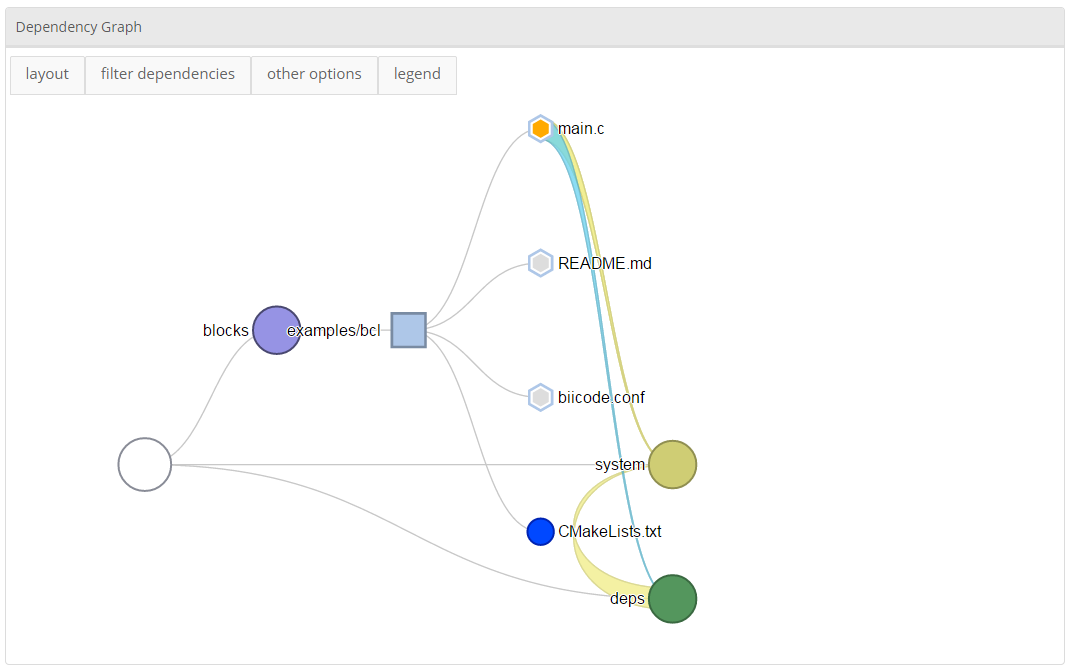 Dependency Graph
layout
filter dependencies
other options
legend
main.c
README.md
blocks
examples/bcl
biicode.conf
system
CMakeLists.txt
deps